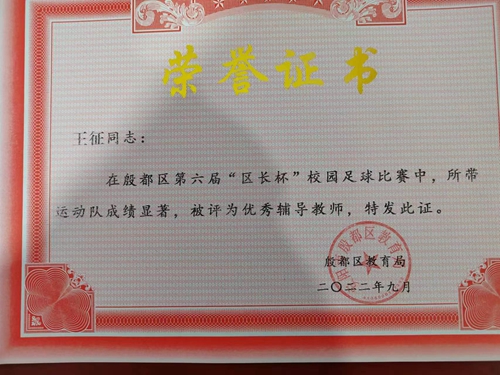 荣誉证书
王征同志：
在殷都区第六届“区长杯”校园足球比赛中，所带
运动队成绩显著，被评为优秀辅导教师，特发此证。
殷都区教育局
二〇二二年九月